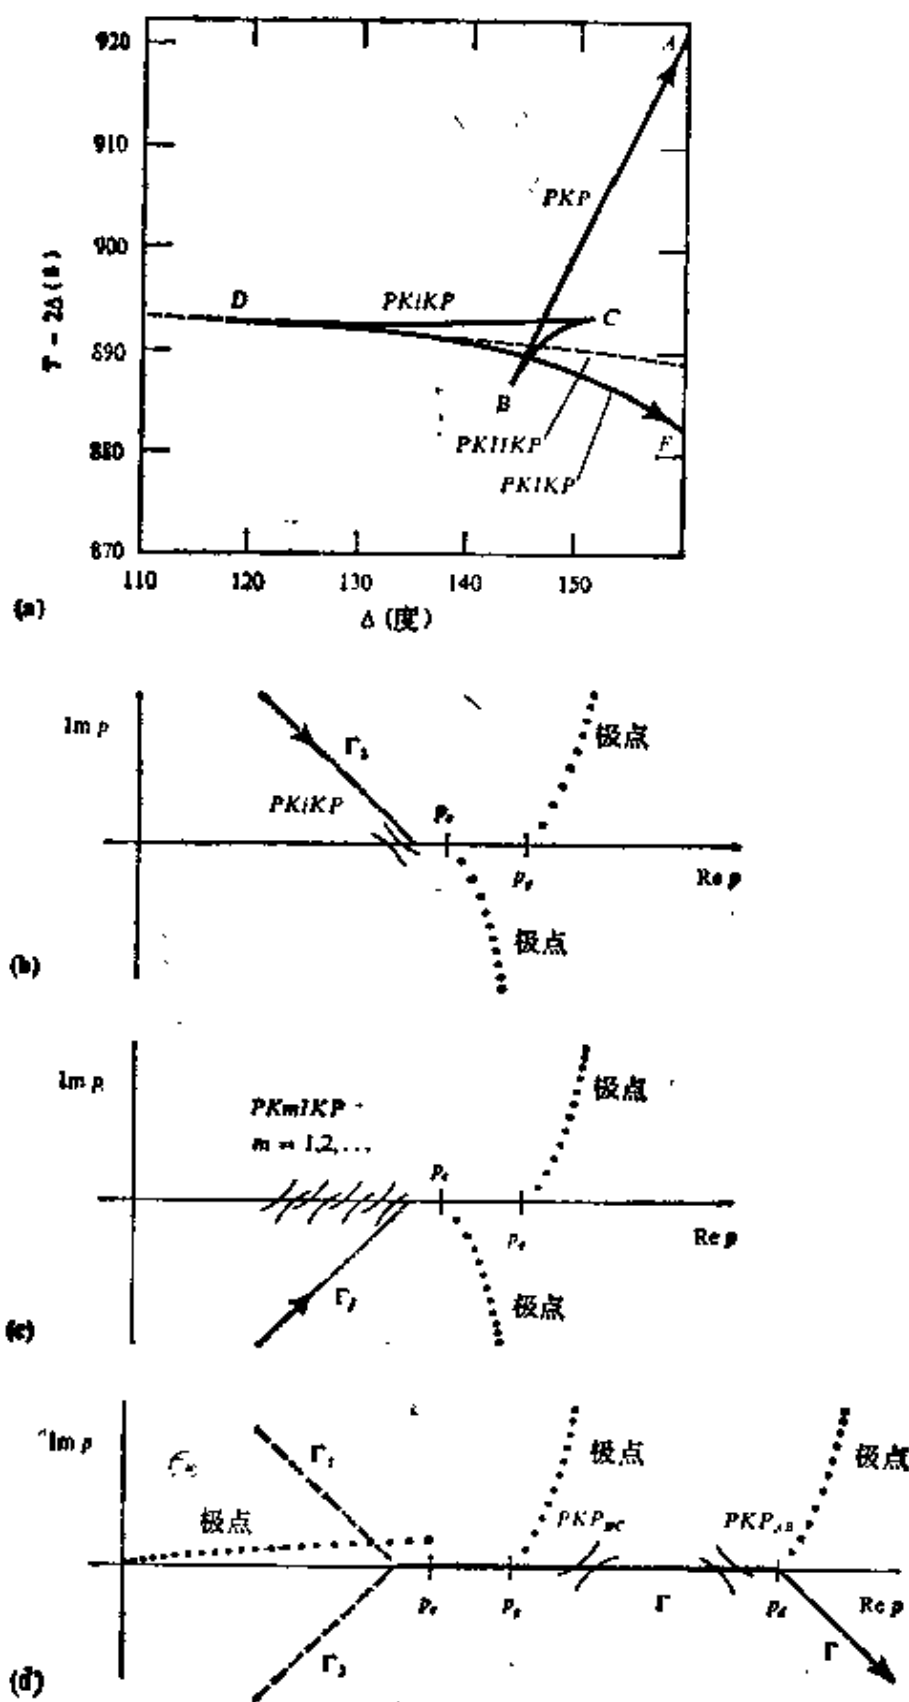 920
910
900
890
880
870
T - 2Δ (s)
A
PKP
D
PKiKP
C
B
PKIIKP
PKIKP
F
110
120
130
140
150
Δ (度)
(a)
Im p
Γ
极点
PKiKP
p
p
Re p
极点
(b)
Im p
极点
PKmIKP
m = 1,2,...
p
p
Re p
Γ
极点
(c)
Im p
Γ
极点
极点
极点
PKP
PKP
p
p
Γ
p
Re p
Γ
Γ
(d)